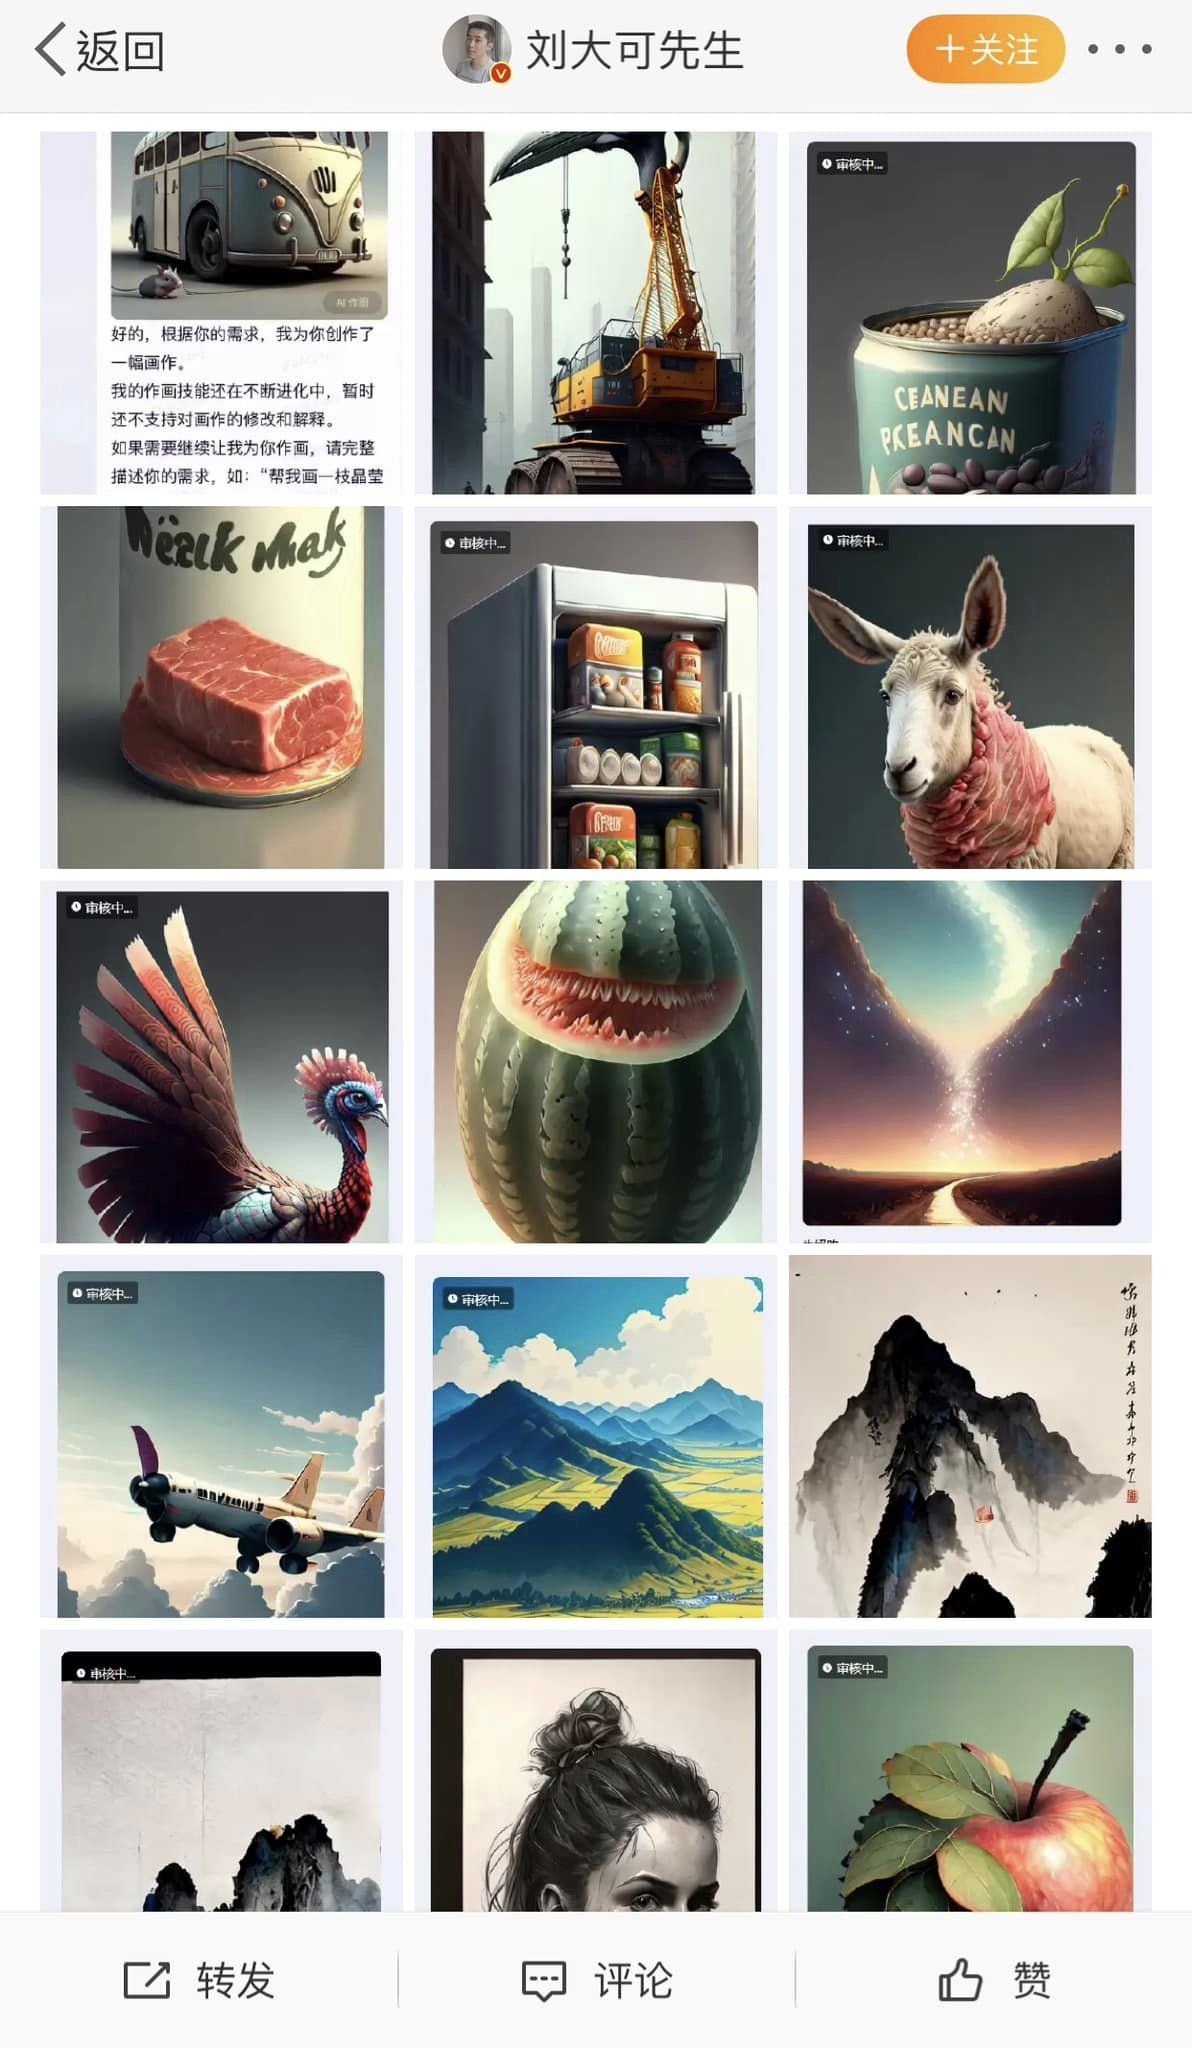 返回
刘大可先生
+关注
AI 作图
好的，根据你的需求，我为你创作了
一幅画作。
我的作画技能还在不断进化中，暂时
还不支持对画作的修改和解释。
如果需要继续让我为你作画，请完整
描述你的需求，如：“帮我画一枝晶莹
审核中...
CEANEAN
PKEANCAN
审核中...
审核中...
审核中...
审核中...
审核中...
审核中...
审核中...
转发
评论
赞